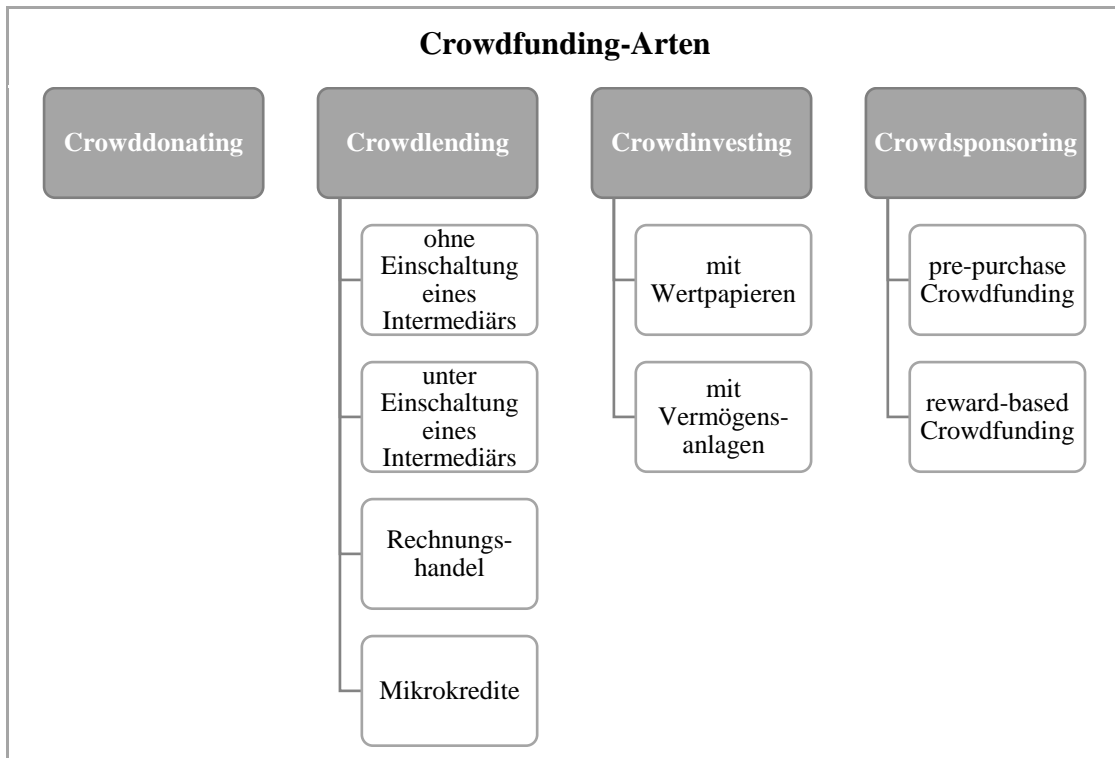 Crowdfunding-Arten
Crowddonating
Crowdlending
ohne
Einschaltung
eines
Intermediärs
unter
Einschaltung
eines
Intermediärs
Rechnungs-
handel
Mikrokredite
Crowdinvesting
mit
Wertpapieren
mit
Vermögens-
anlagen
Crowdsponsoring
pre-purchase
Crowdfunding
reward-based
Crowdfunding